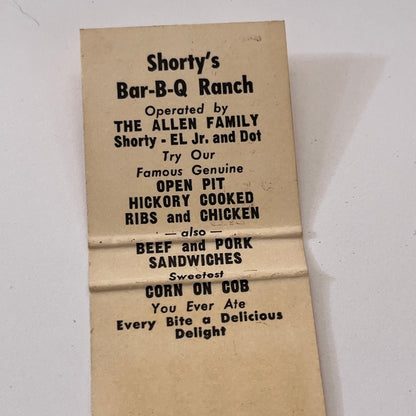 Shorty's
Bar-B-Q Ranch
Operated by
THE ALLEN FAMILY
Shorty - EL Jr. and Dot
Try Our
Famous Genuine
OPEN PIT
HICKORY COOKED
RIBS and CHICKEN
— also —
BEEF and PORK
SANDWICHES
Sweetest
CORN ON COB
You Ever Ate
Every Bite a Delicious
Delight